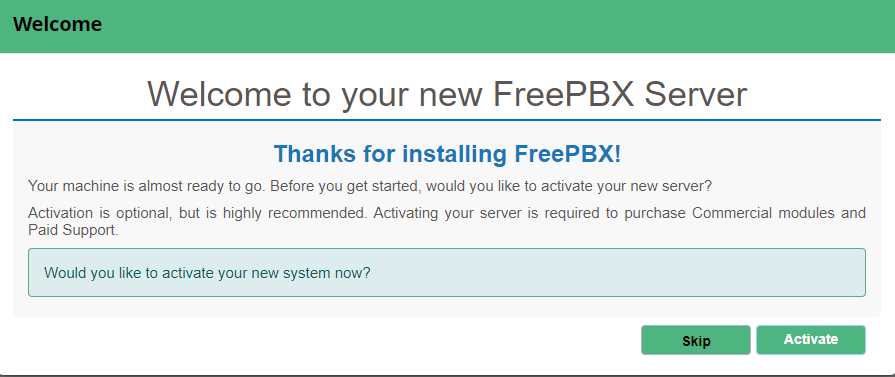 Welcome
Welcome to your new FreePBX Server
Thanks for installing FreePBX!
Your machine is almost ready to go. Before you get started, would you like to activate your new server?
Activation is optional, but is highly recommended. Activating your server is required to purchase Commercial modules and
Paid Support.
Would you like to activate your new system now?
Skip
Activate